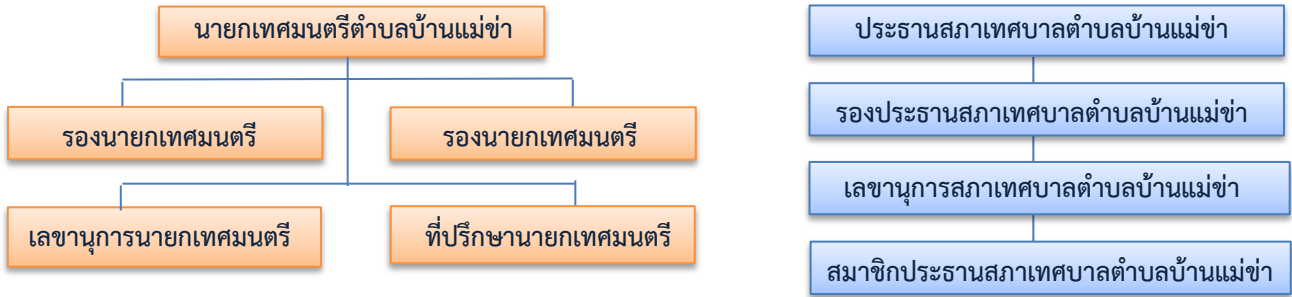 นายกเทศมนตรีตำบลบ้านแม่ข่า
รองนายกเทศมนตรี
รองนายกเทศมนตรี
เลขานุการนายกเทศมนตรี
ที่ปรึกษานายกเทศมนตรี
ประธานสภาเทศบาลตำบลบ้านแม่ข่า
รองประธานสภาเทศบาลตำบลบ้านแม่ข่า
เลขานุการสภาเทศบาลตำบลบ้านแม่ข่า
สมาชิกประธานสภาเทศบาลตำบลบ้านแม่ข่า